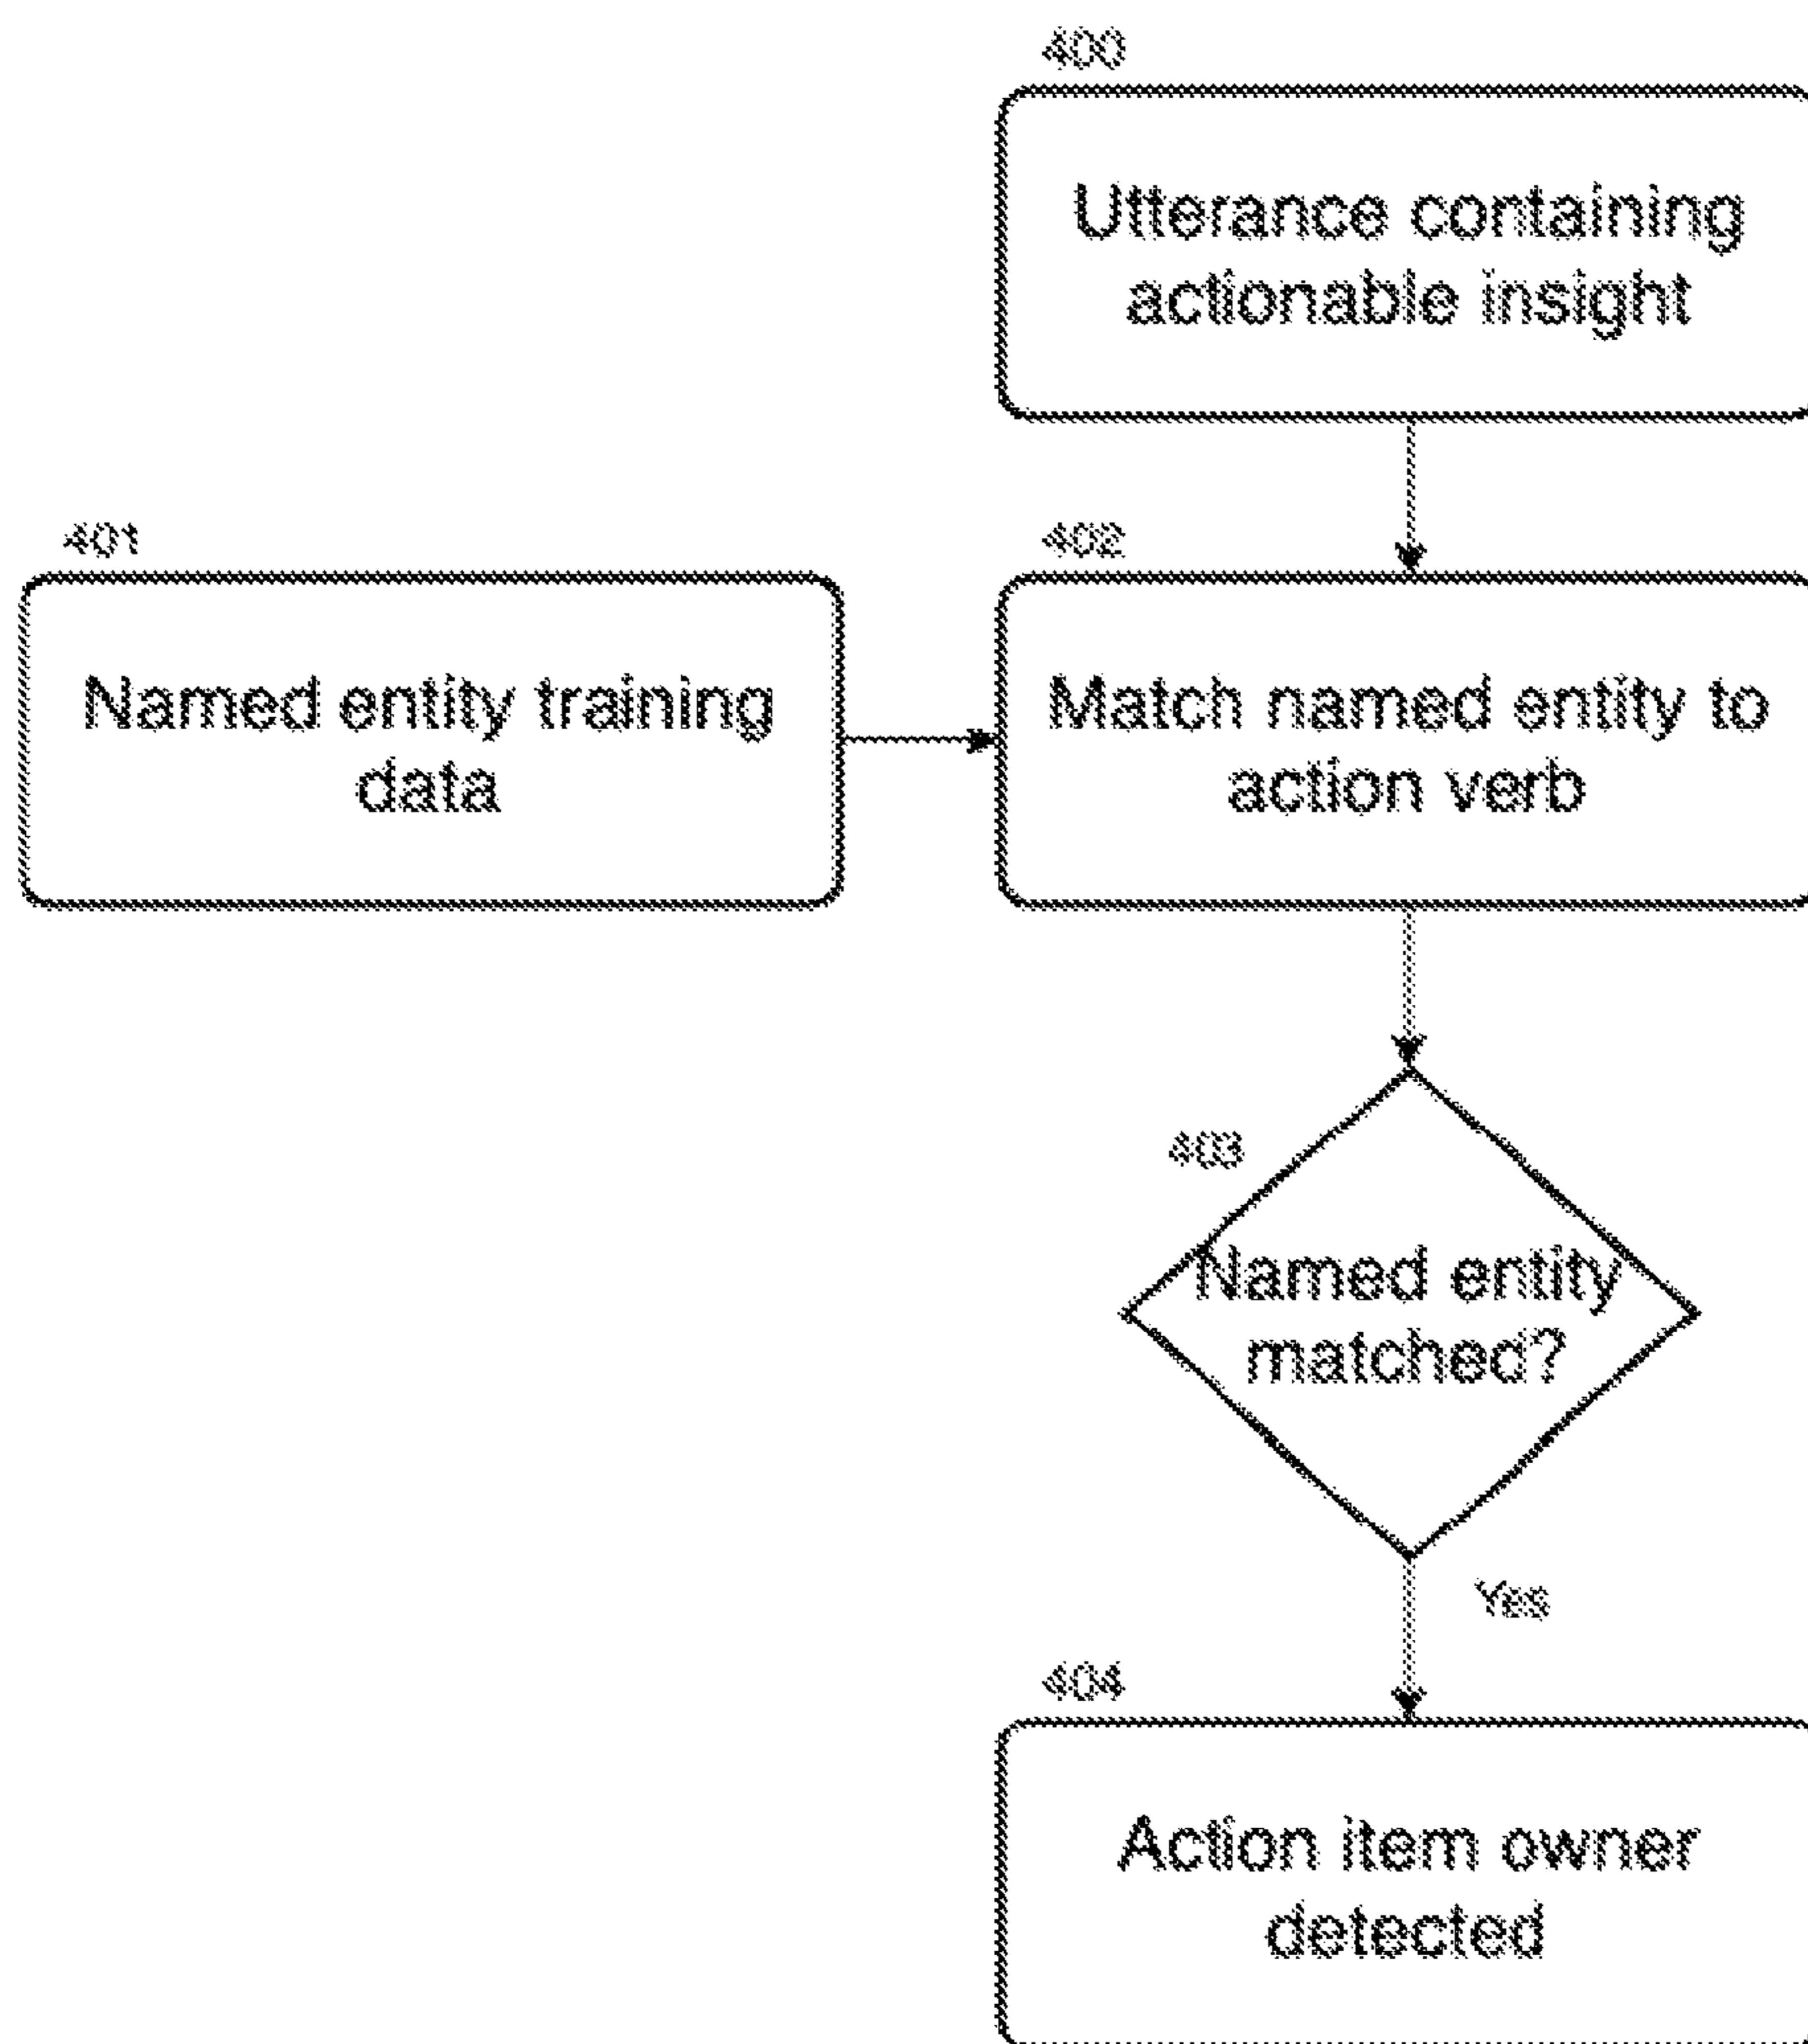 400
Utterance containing
actionable insight
401
Named entity training
data
402
Match named entity to
action verb
403
Named entity
matched?
Yes
404
Action item owner
detected